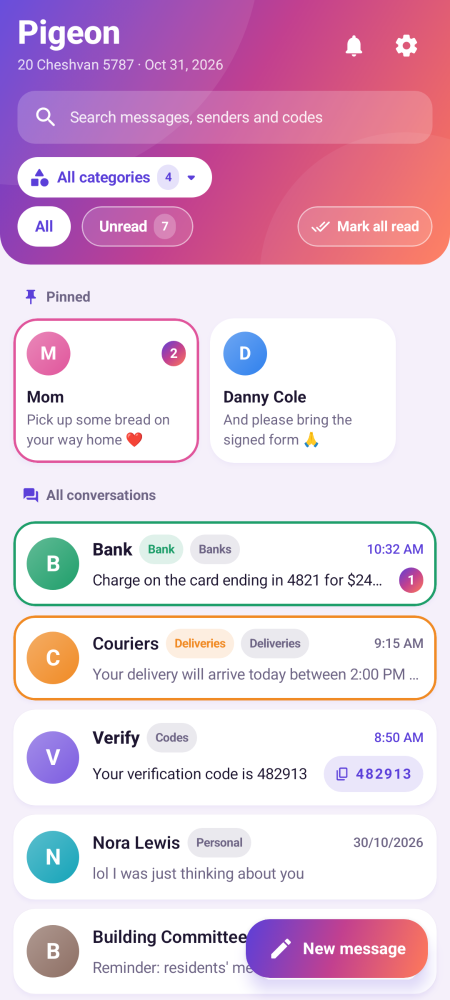 Pigeon
20 Cheshvan 5787 · Oct 31, 2026
Search messages, senders and codes
All categories 4
All Unread 7 Mark all read
Pinned
M 2
Mom
Pick up some bread on
your way home ❤️
D
Danny Cole
And please bring the
signed form 🙏
All conversations
B
Bank Bank Banks 10:32 AM
Charge on the card ending in 4821 for $24... 1
C
Couriers Deliveries Deliveries 9:15 AM
Your delivery will arrive today between 2:00 PM ...
V
Verify Codes 8:50 AM
Your verification code is 482913 482913
N
Nora Lewis Personal 30/10/2026
lol I was just thinking about you
B
Building Committee
Reminder: residents'
New message